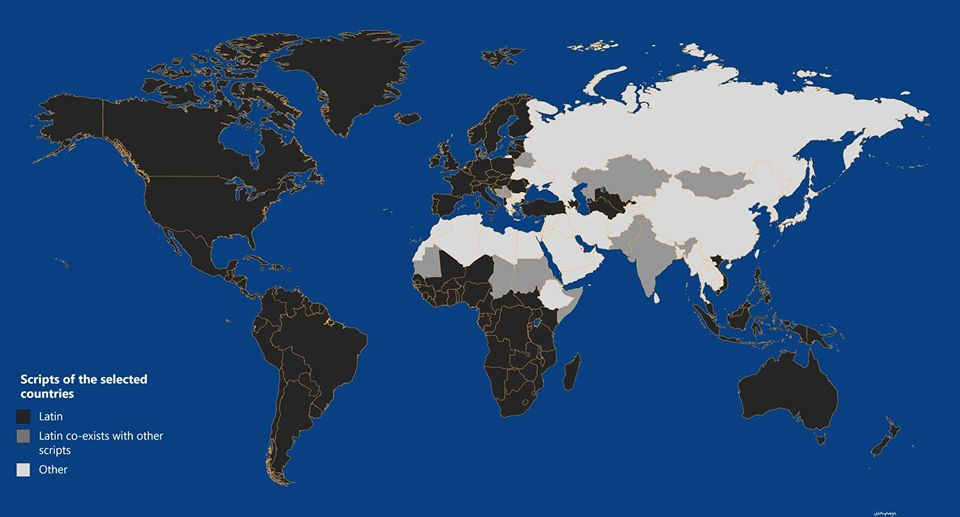 Scripts of the selected
countries
Latin
Latin co-exists with other
scripts
Other